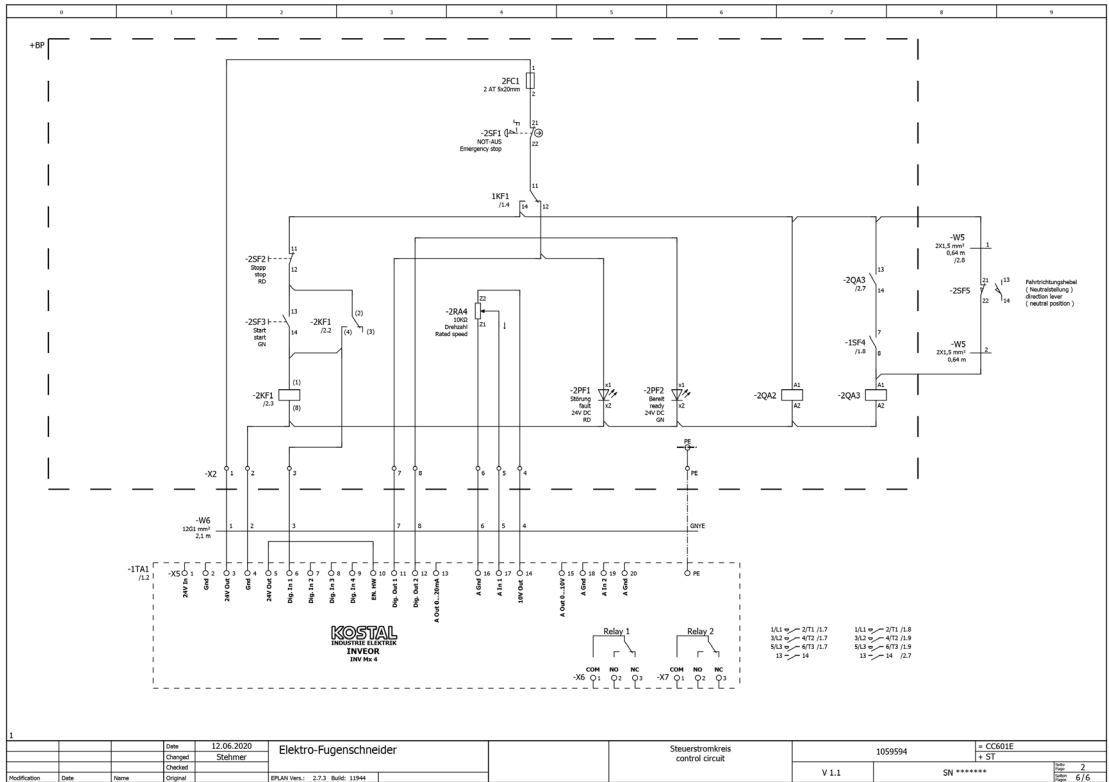 0 1 2 3 4 5 6 7 8 9
+BP
1
2FC1
2 AT 5x20mm
2
21
-2SF1
NOT-AUS
Emergency stop
22
11
1KF1
/1.4
14 12
11
-2SF2
Stopp
stop
RD
12
13
-2SF3
Start
start
GN
14
-2KF1
/2.2
(2)
(4) (3)
-2RA4
10KΩ
Drehzahl
Rated speed
Z2
Z1
-2QA3
/2.7
13
14
-1SF4
/1.8
7
8
-W5
2X1,5 mm²
0,64 m
/2.8
1
-2SF5
21 13
22 14
Fahrtrichtungshebel
( Neutralstellung )
direction lever
( neutral position )
-W5
2X1,5 mm²
0,64 m
2
-2KF1
/2.3
(1)
(8)
-2PF1
Störung
fault
24V DC
RD
x1
x2
-2PF2
Bereit
ready
24V DC
GN
x1
x2
-2QA2
A1
A2
-2QA3
A1
A2
PE
-X2 1 2 3 7 8 6 5 4 PE
-W6
12G1 mm²
2,1 m
1 2 3 7 8 6 5 4 GNYE
-1TA1
/1.2
-X5 1 2 3 4 5 6 7 8 9 10 11 12 13 16 17 14 15 18 19 20 PE
24V In
Gnd
24V Out
Gnd
24V Out
Dig. In 1
Dig. In 2
Dig. In 3
Dig. In 4
EN. HW
Dig. Out 1
Dig. Out 2
A Out 0...20mA
A Gnd
A In 1
10V Out
A Out 0...10V
A Gnd
A In 2
A Gnd
KOSTAL
INDUSTRIE ELEKTRIK
INVEOR
INV Mx 4
Relay 1
COM NO NC
-X6 1 2 3
Relay 2
COM NO NC
-X7 1 2 3
1/L1 2/T1 /1.7
3/L2 4/T2 /1.7
5/L3 6/T3 /1.7
13 14
1/L1 2/T1 /1.8
3/L2 4/T2 /1.9
5/L3 6/T3 /1.9
13 14 /2.7
1
Date 12.06.2020
Changed Stehmer
Checked
Modification Date Name Original
Elektro-Fugenschneider
EPLAN Vers.: 2.7.3 Build: 11944
Steuerstromkreis
control circuit
1059594
V 1.1
SN *******
= CC601E
+ ST
Seite
Page 2
Seiten
Pages 6/6